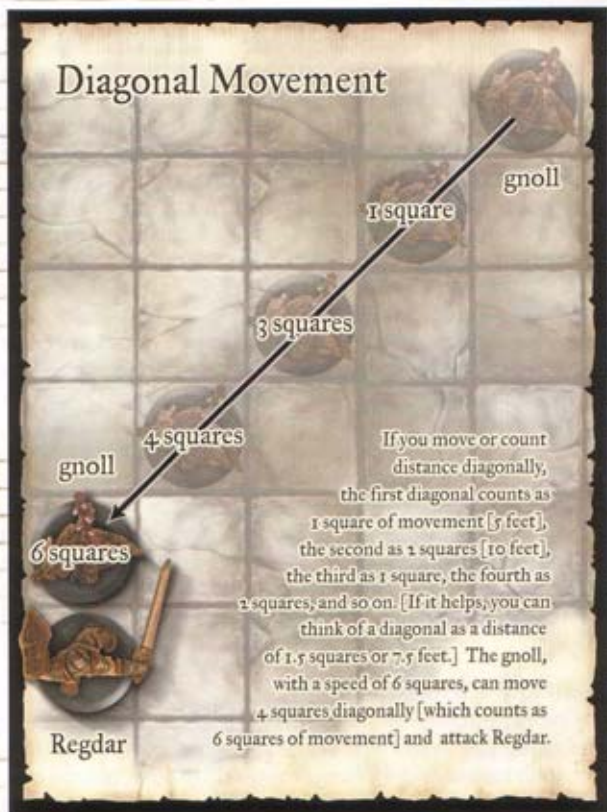 Diagonal Movement
gnoll
1 square
3 squares
4 squares
gnoll
6 squares
If you move or count
distance diagonally,
the first diagonal counts as
1 square of movement [5 feet],
the second as 2 squares [10 feet],
the third as 1 square, the fourth as
2 squares, and so on. [If it helps, you can
think of a diagonal as a distance
of 1.5 squares or 7.5 feet.] The gnoll,
with a speed of 6 squares, can move
4 squares diagonally [which counts as
6 squares of movement] and attack Regdar.
Regdar